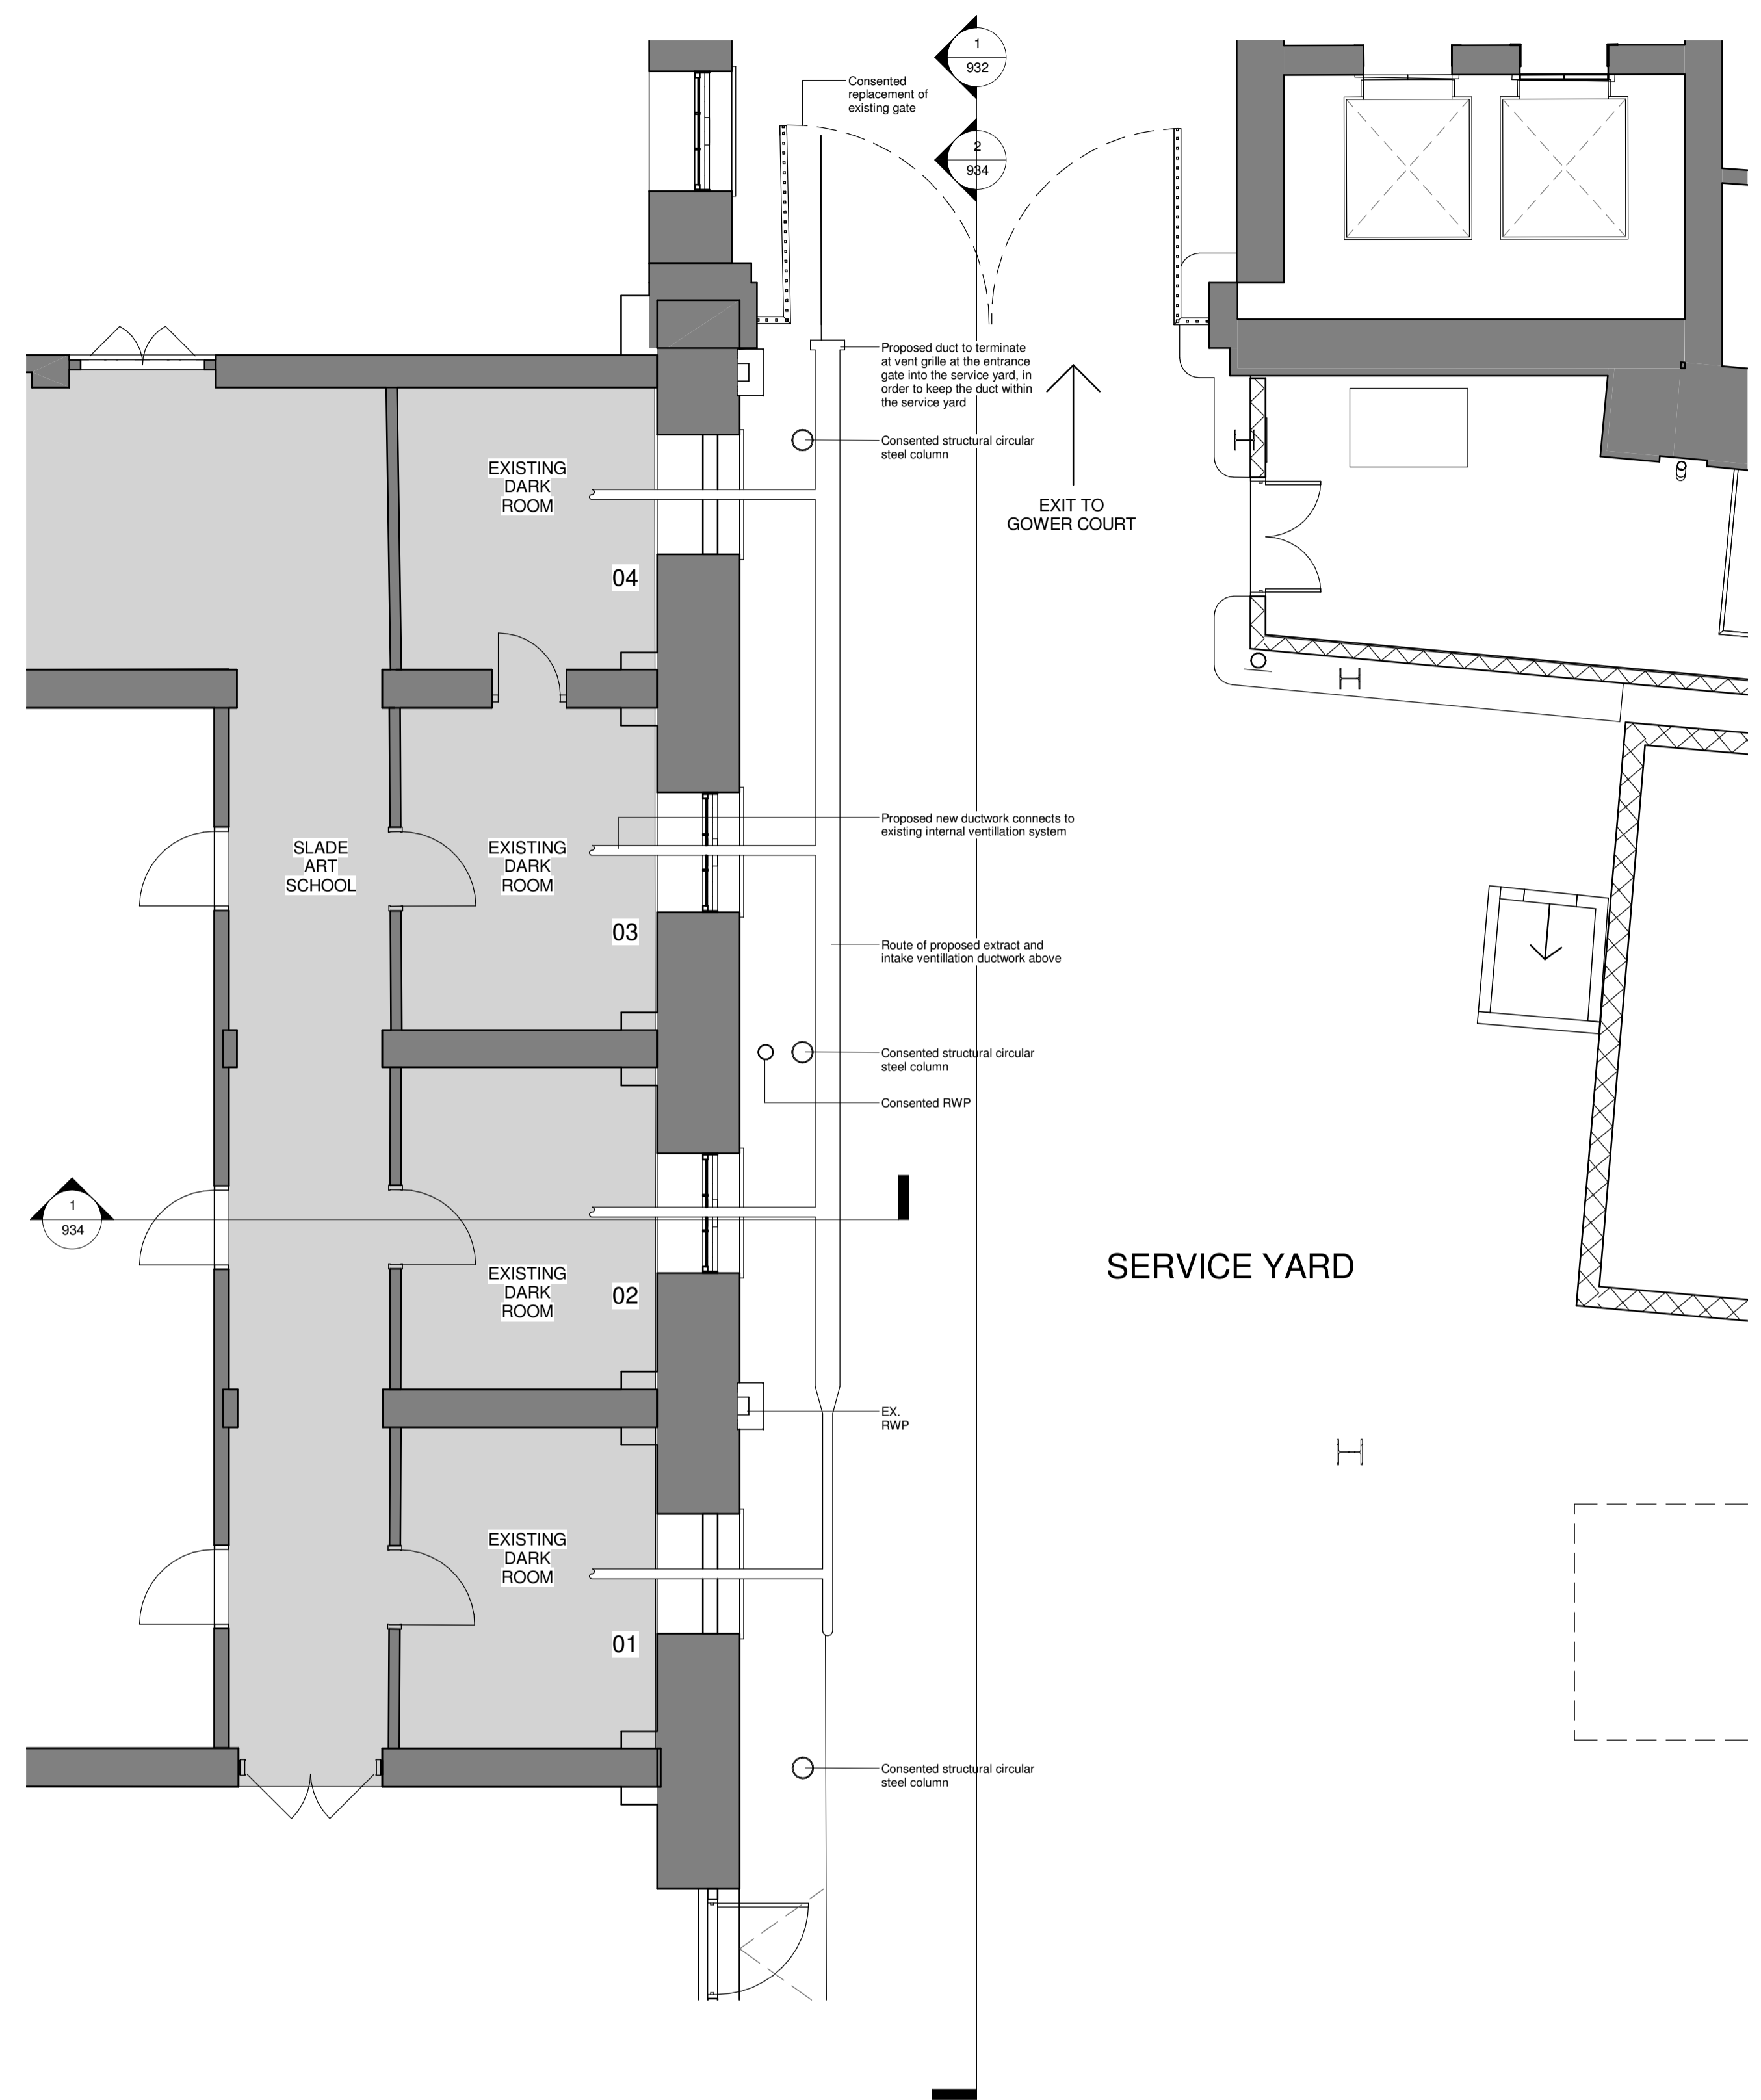 1
932
Consented
replacement of
existing gate
2
934
Proposed duct to terminate
at vent grille at the entrance
gate into the service yard, in
order to keep the duct within
the service yard
Consented structural circular
steel column
EXISTING
DARK
ROOM
EXIT TO
GOWER COURT
04
Proposed new ductwork connects to
existing internal ventillation system
SLADE
ART
SCHOOL
EXISTING
DARK
ROOM
03
Route of proposed extract and
intake ventillation ductwork above
Consented structural circular
steel column
Consented RWP
1
934
SERVICE YARD
EXISTING
DARK
ROOM
02
EX.
RWP
EXISTING
DARK
ROOM
01
Consented structural circular
steel column